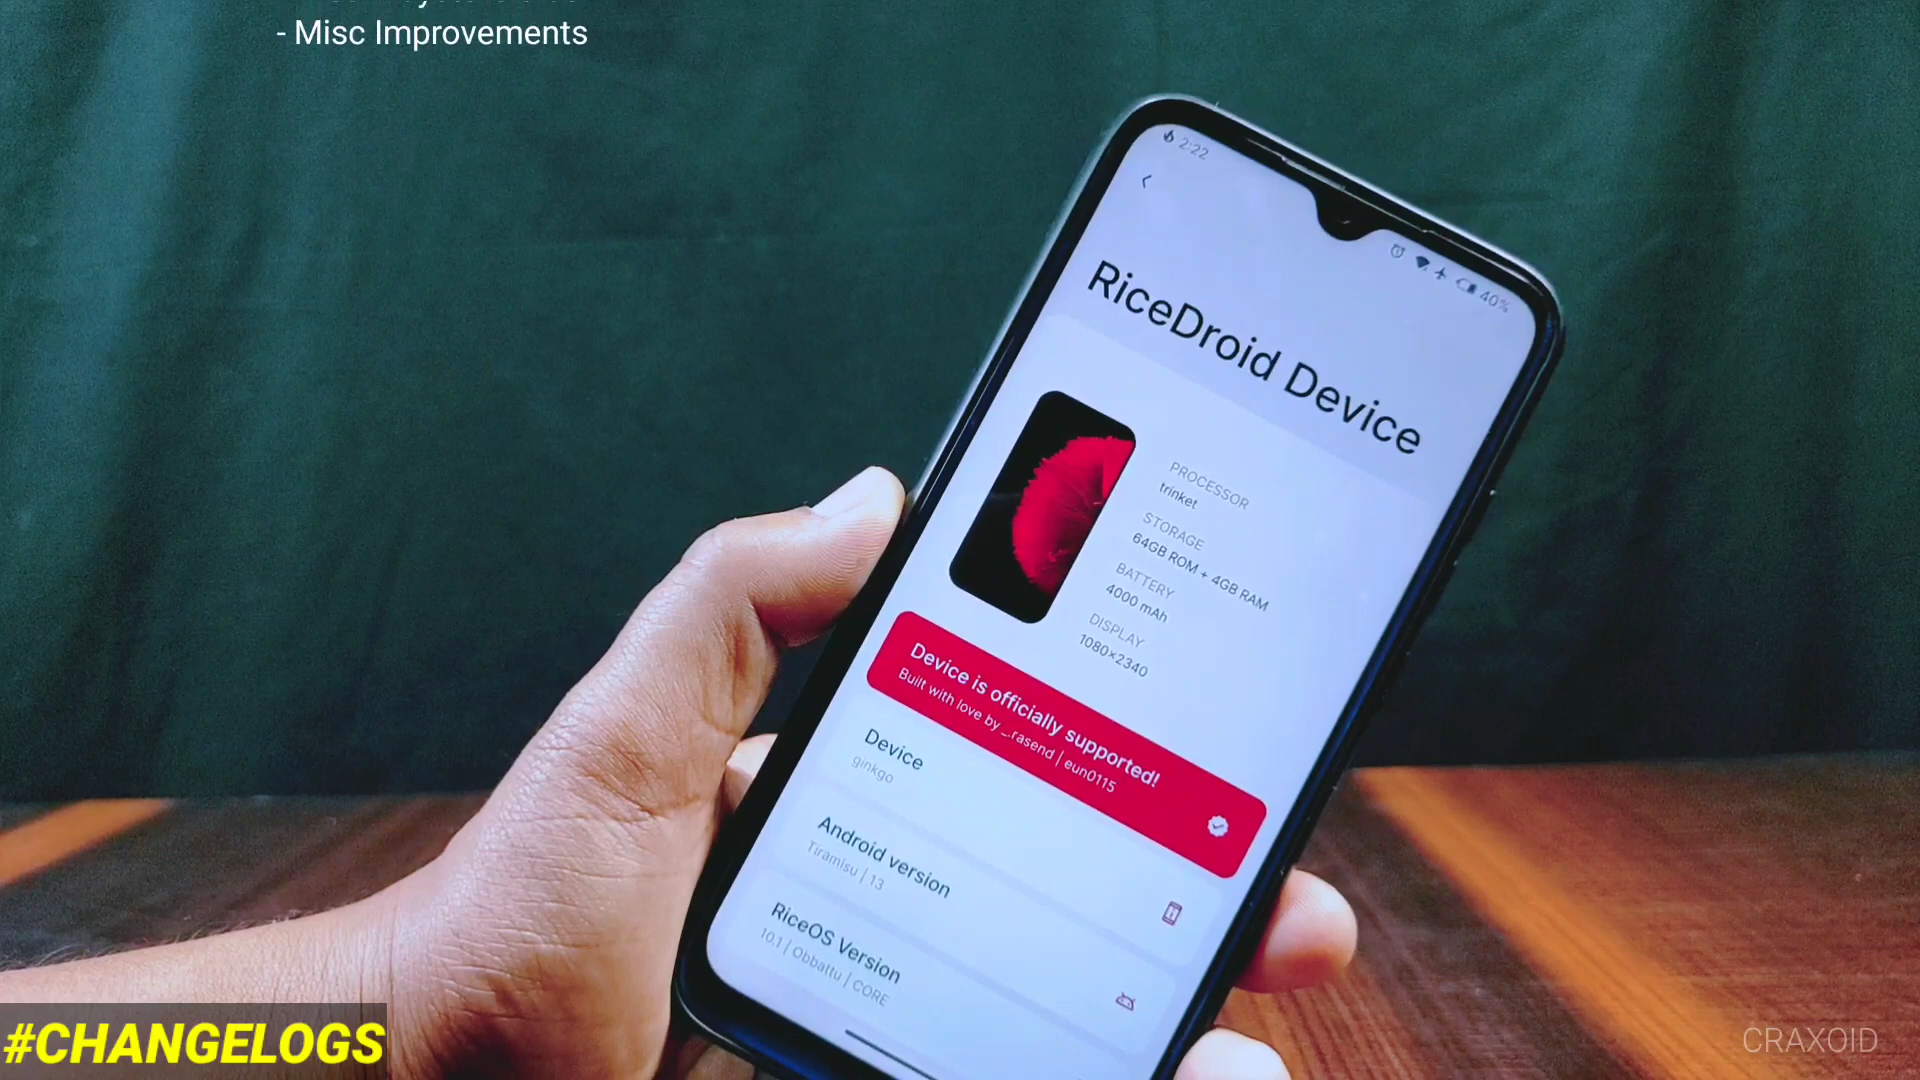 - Misc Improvements
2:22
40%
RiceDroid Device
PROCESSOR
trinket
STORAGE
64GB ROM + 4GB RAM
BATTERY
4000 mAh
DISPLAY
1080×2340
Device is officially supported!
Built with love by _.rasend | eun0115
Device
ginkgo
Android version
Tiramisu | 13
RiceOS Version
10.1 | Obbattu | CORE
#CHANGELOGS
CRAXOID